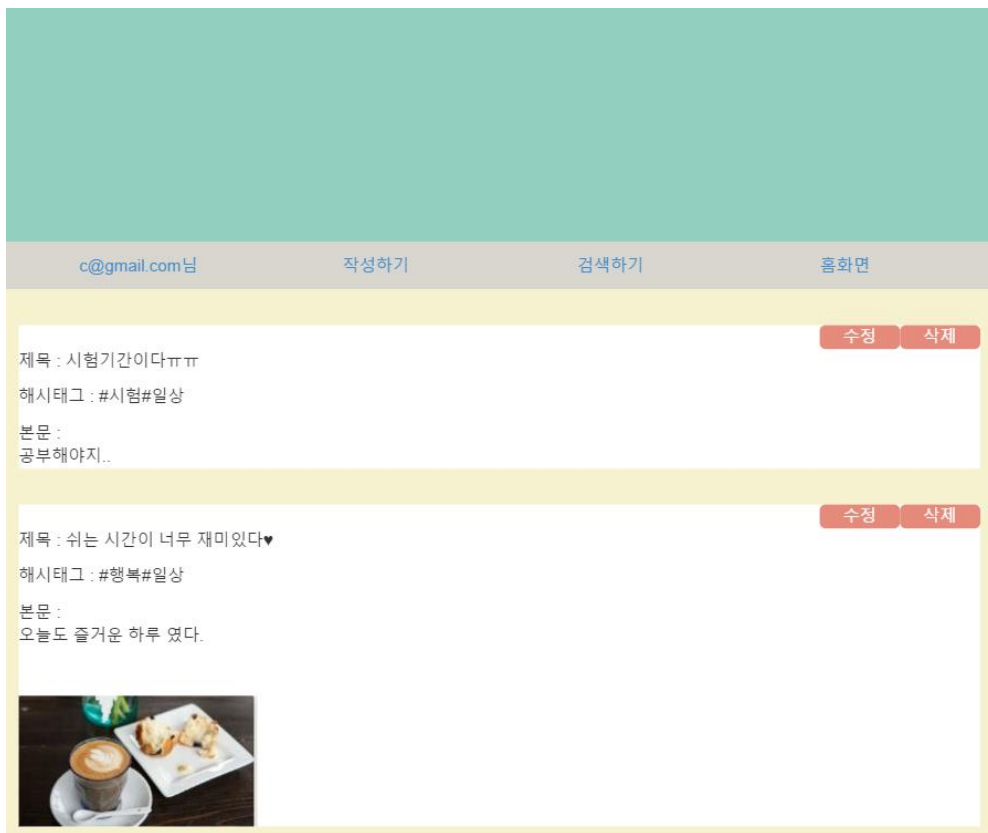 c@gmail.com님 작성하기 검색하기 홈화면
수정 삭제
제목 : 시험기간이다ㅠㅠ
해시태그 : #시험#일상
본문 :
공부해야지..
수정 삭제
제목 : 쉬는 시간이 너무 재미있다♥
해시태그 : #행복#일상
본문 :
오늘도 즐거운 하루 였다.